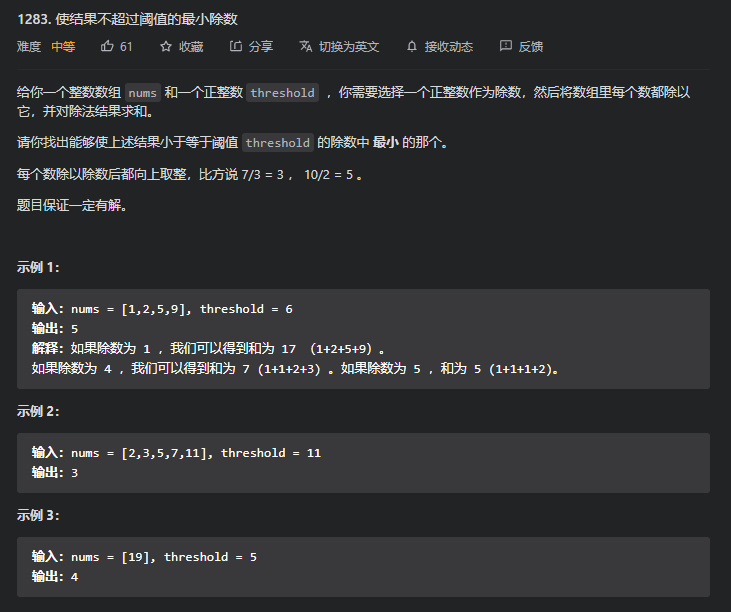 1283. 使结果不超过阈值的最小除数
难度 中等 61 收藏 分享 切换为英文 接收动态 反馈
给你一个整数数组 nums 和一个正整数 threshold ，你需要选择一个正整数作为除数，然后将数组里每个数都除以
它，并对除法结果求和。
请你找出能够使上述结果小于等于阈值 threshold 的除数中 最小 的那个。
每个数除以除数后都向上取整，比方说 7/3 = 3 ， 10/2 = 5 。
题目保证一定有解。
示例 1：
输入：nums = [1,2,5,9], threshold = 6
输出：5
解释：如果除数为 1 ，我们可以得到和为 17 （1+2+5+9）。
如果除数为 4 ，我们可以得到和为 7 (1+1+2+3) 。如果除数为 5 ，和为 5 (1+1+1+2)。
示例 2：
输入：nums = [2,3,5,7,11], threshold = 11
输出：3
示例 3：
输入：nums = [19], threshold = 5
输出：4